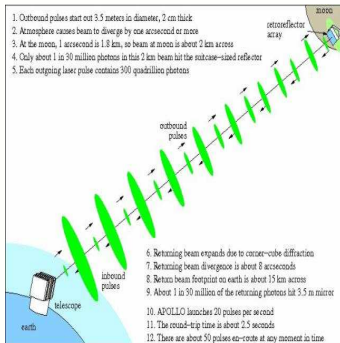 1. Outbound pulses start out 3.5 meters in diameter, 2 cm thick
2. Atmosphere causes beam to diverge by one arcsecond or more
3. At the moon, 1 arcsecond is 1.8 km, so beam at moon is about 2 km across
4. Only about 1 in 30 million photons in this 2 km beam hit the suitcase-sized reflector
5. Each outgoing laser pulse contains 300 quadrillion photons
moon
retroreflector
array
outbound
pulses
inbound
pulses
telescope
earth
6. Returning beam expands due to corner-cube diffraction
7. Returning beam divergence is about 8 arcseconds
8. Return beam footprint on earth is about 15 km across
9. About 1 in 30 million of the returning photons hit 3.5 m mirror
10. APOLLO launches 20 pulses per second
11. The round-trip time is about 2.5 seconds
12. There are about 50 pulses en-route at any moment in time